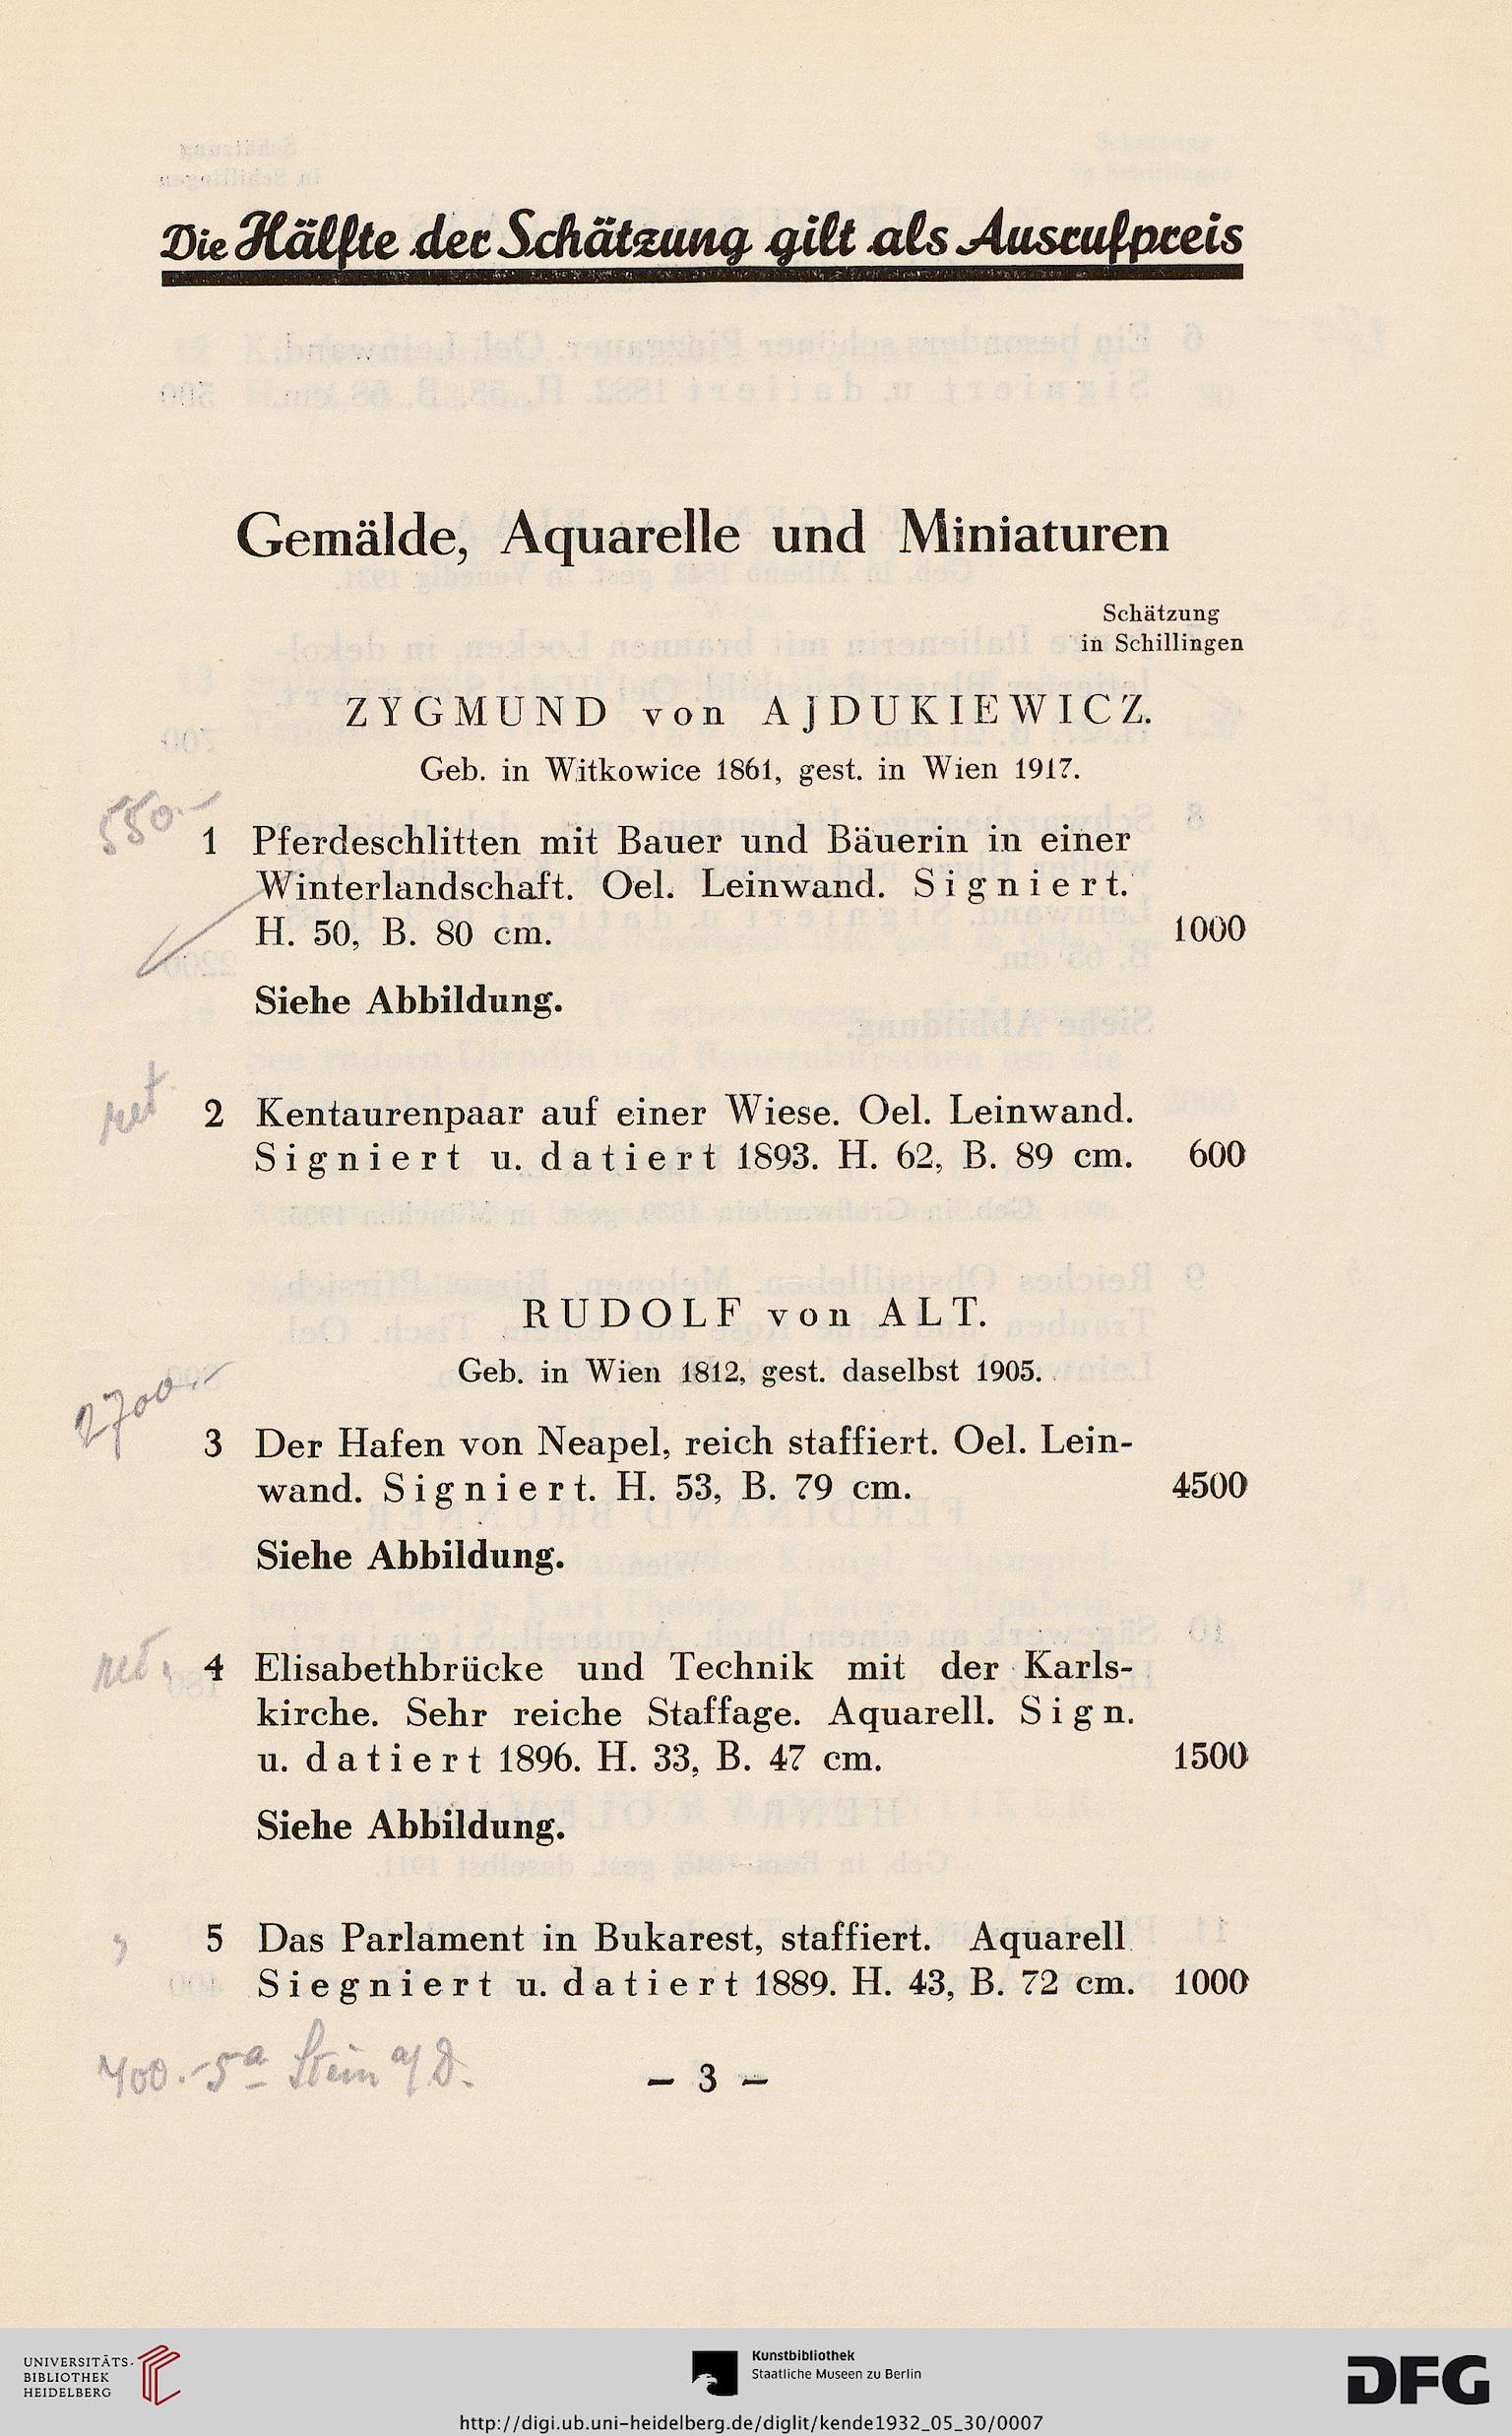 Die Hälfte der Schätzung gilt als Ausrufpreis
Gemälde, Aquarelle und Miniaturen
Schätzung
in Schillingen
ZYGMUND von AJDUKIEWICZ.
Geb. in Witkowice 1861, gest. in Wien 1917.
550.-
1 Pferdeschlitten mit Bauer und Bäuerin in einer
Winterlandschaft. Oel. Leinwand. Signiert.
H. 50, B. 80 cm. 1000
Siehe Abbildung.
ret
2 Kentaurenpaar auf einer Wiese. Oel. Leinwand.
Signiert u. datiert 1893. H. 62, B. 89 cm. 600
RUDOLF von ALT.
Geb. in Wien 1812, gest. daselbst 1905.
2700.-
3 Der Hafen von Neapel, reich staffiert. Oel. Lein-
wand. Signiert. H. 53, B. 79 cm. 4500
Siehe Abbildung.
ret.
4 Elisabethbrücke und Technik mit der Karls-
kirche. Sehr reiche Staffage. Aquarell. Sign.
u. datiert 1896. H. 33, B. 47 cm. 1500
Siehe Abbildung.
5 Das Parlament in Bukarest, staffiert. Aquarell
Siegniert u. datiert 1889. H. 43, B. 72 cm. 1000
400.- 5a Stein a/D.
– 3 –
UNIVERSITÄTS-
BIBLIOTHEK
HEIDELBERG
Kunstbibliothek
Staatliche Museen zu Berlin
DFG
http://digi.ub.uni-heidelberg.de/diglit/kende1932_05_30/0007